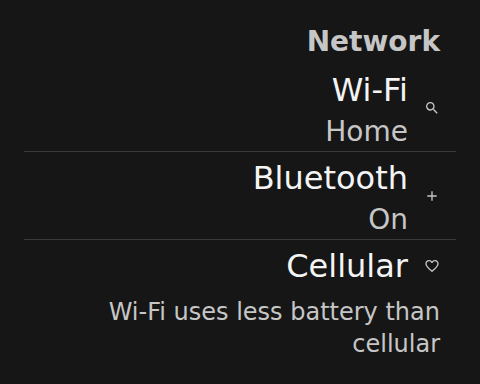 Network
Wi-Fi
Home
Bluetooth
On
Cellular
Wi-Fi uses less battery than
cellular